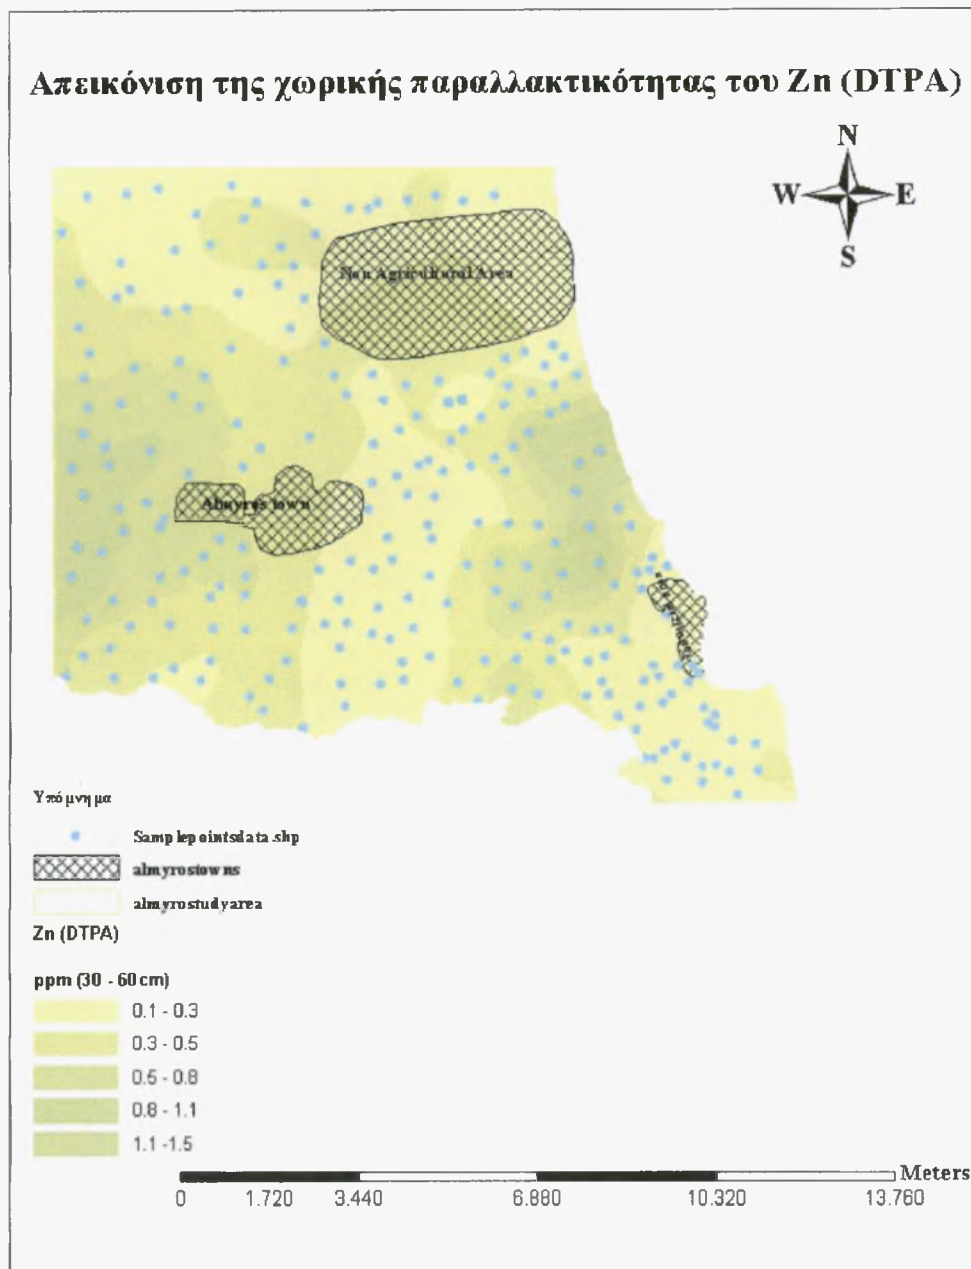 Απεικόνιση της χωρικής παραλλακτικότητας του Zn (DTPA)
N
W E
S
Non Agricultural Area
Almyros town
Υπόμνημα
Samplepointsdata.shp
almyrostowns
almyrostudyarea
Zn (DTPA)
ppm (30 - 60 cm)
0.1 - 0.3
0.3 - 0.5
0.5 - 0.8
0.8 - 1.1
1.1 -1.5
Meters
0 1.720 3.440 6.880 10.320 13.760